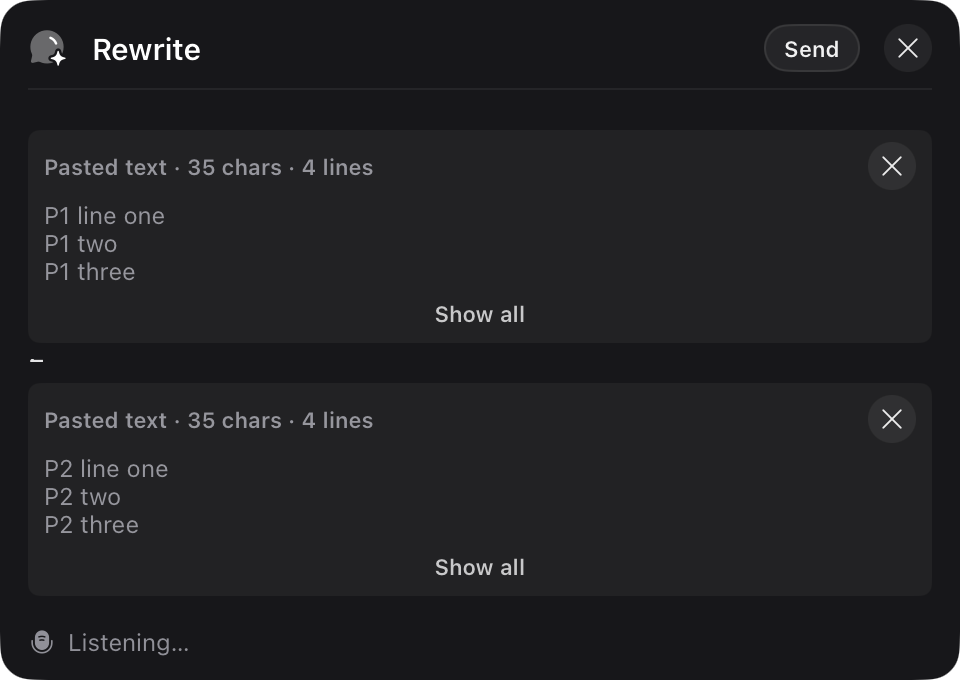 Rewrite
Send
Pasted text · 35 chars · 4 lines
P1 line one
P1 two
P1 three
Show all
–
Pasted text · 35 chars · 4 lines
P2 line one
P2 two
P2 three
Show all
Listening...